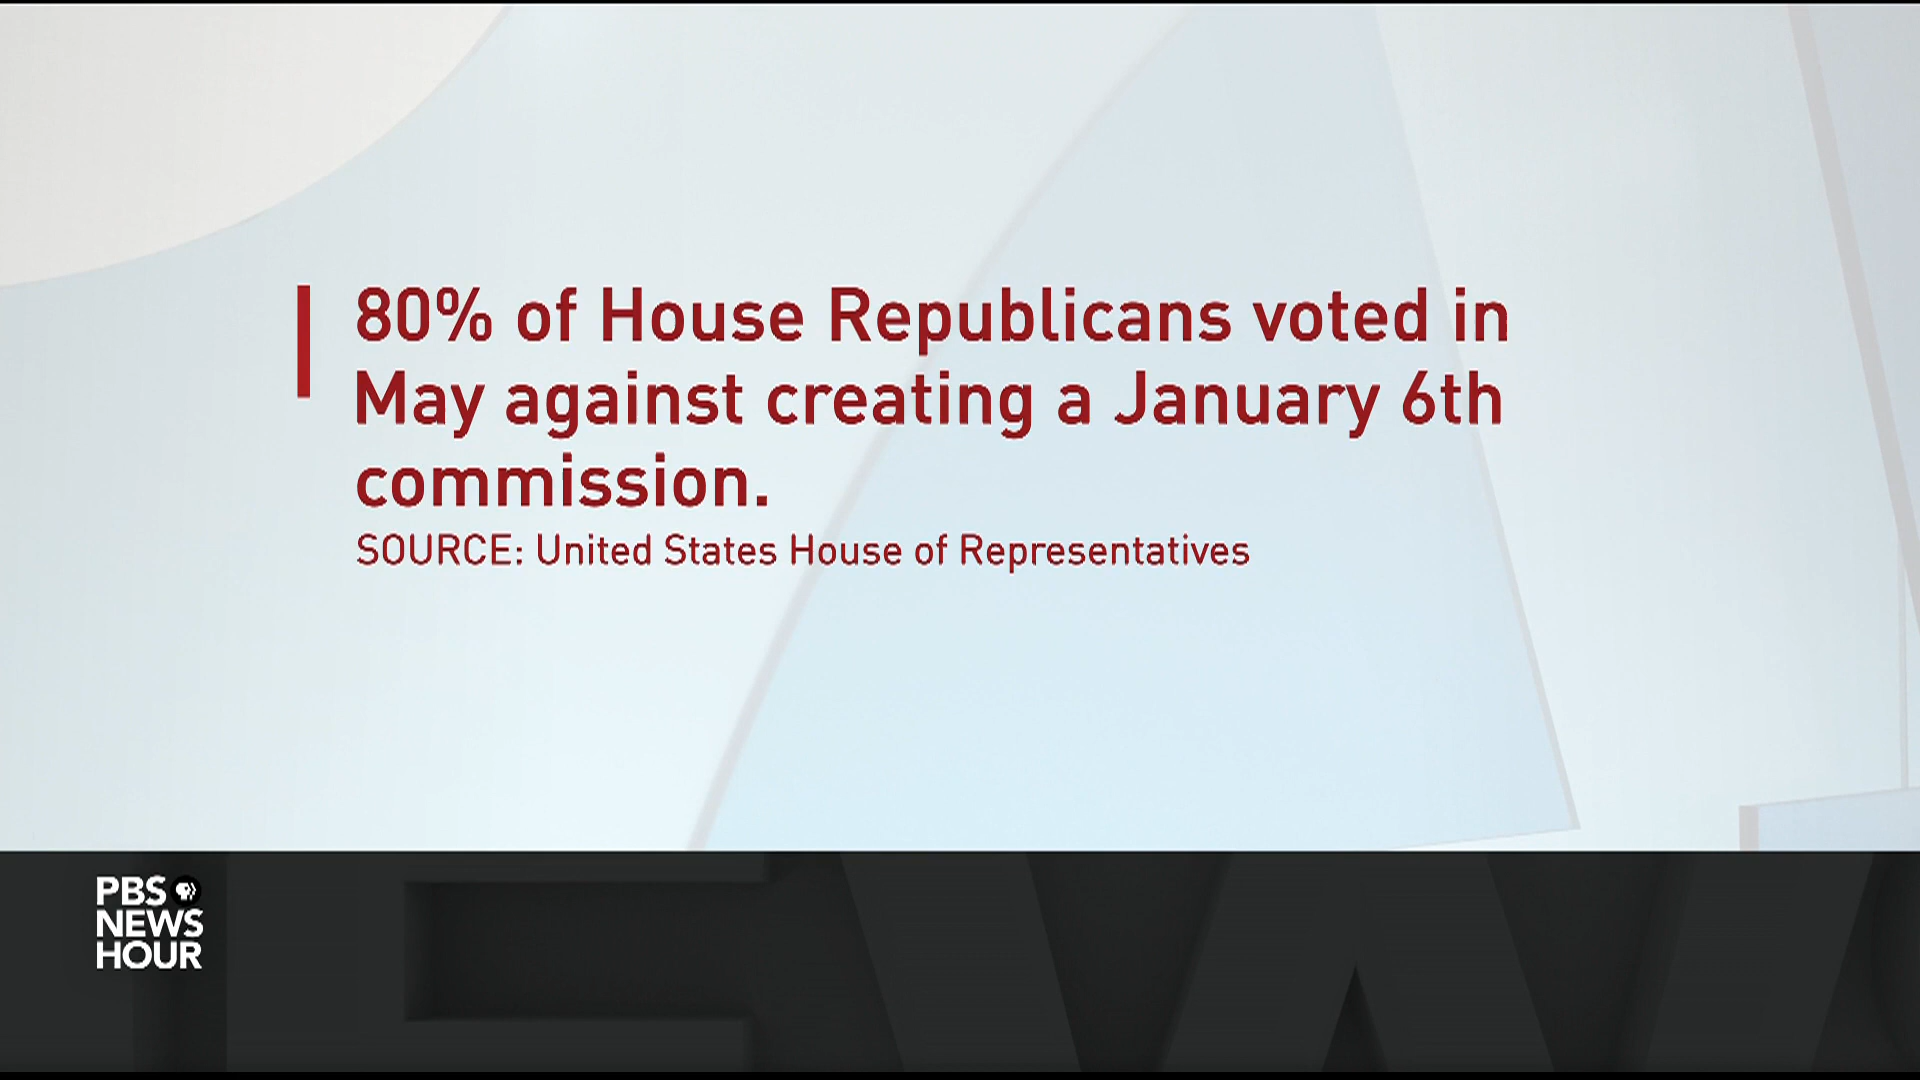 80% of House Republicans voted in
May against creating a January 6th
commission.
SOURCE: United States House of Representatives
PBS
NEWS
HOUR